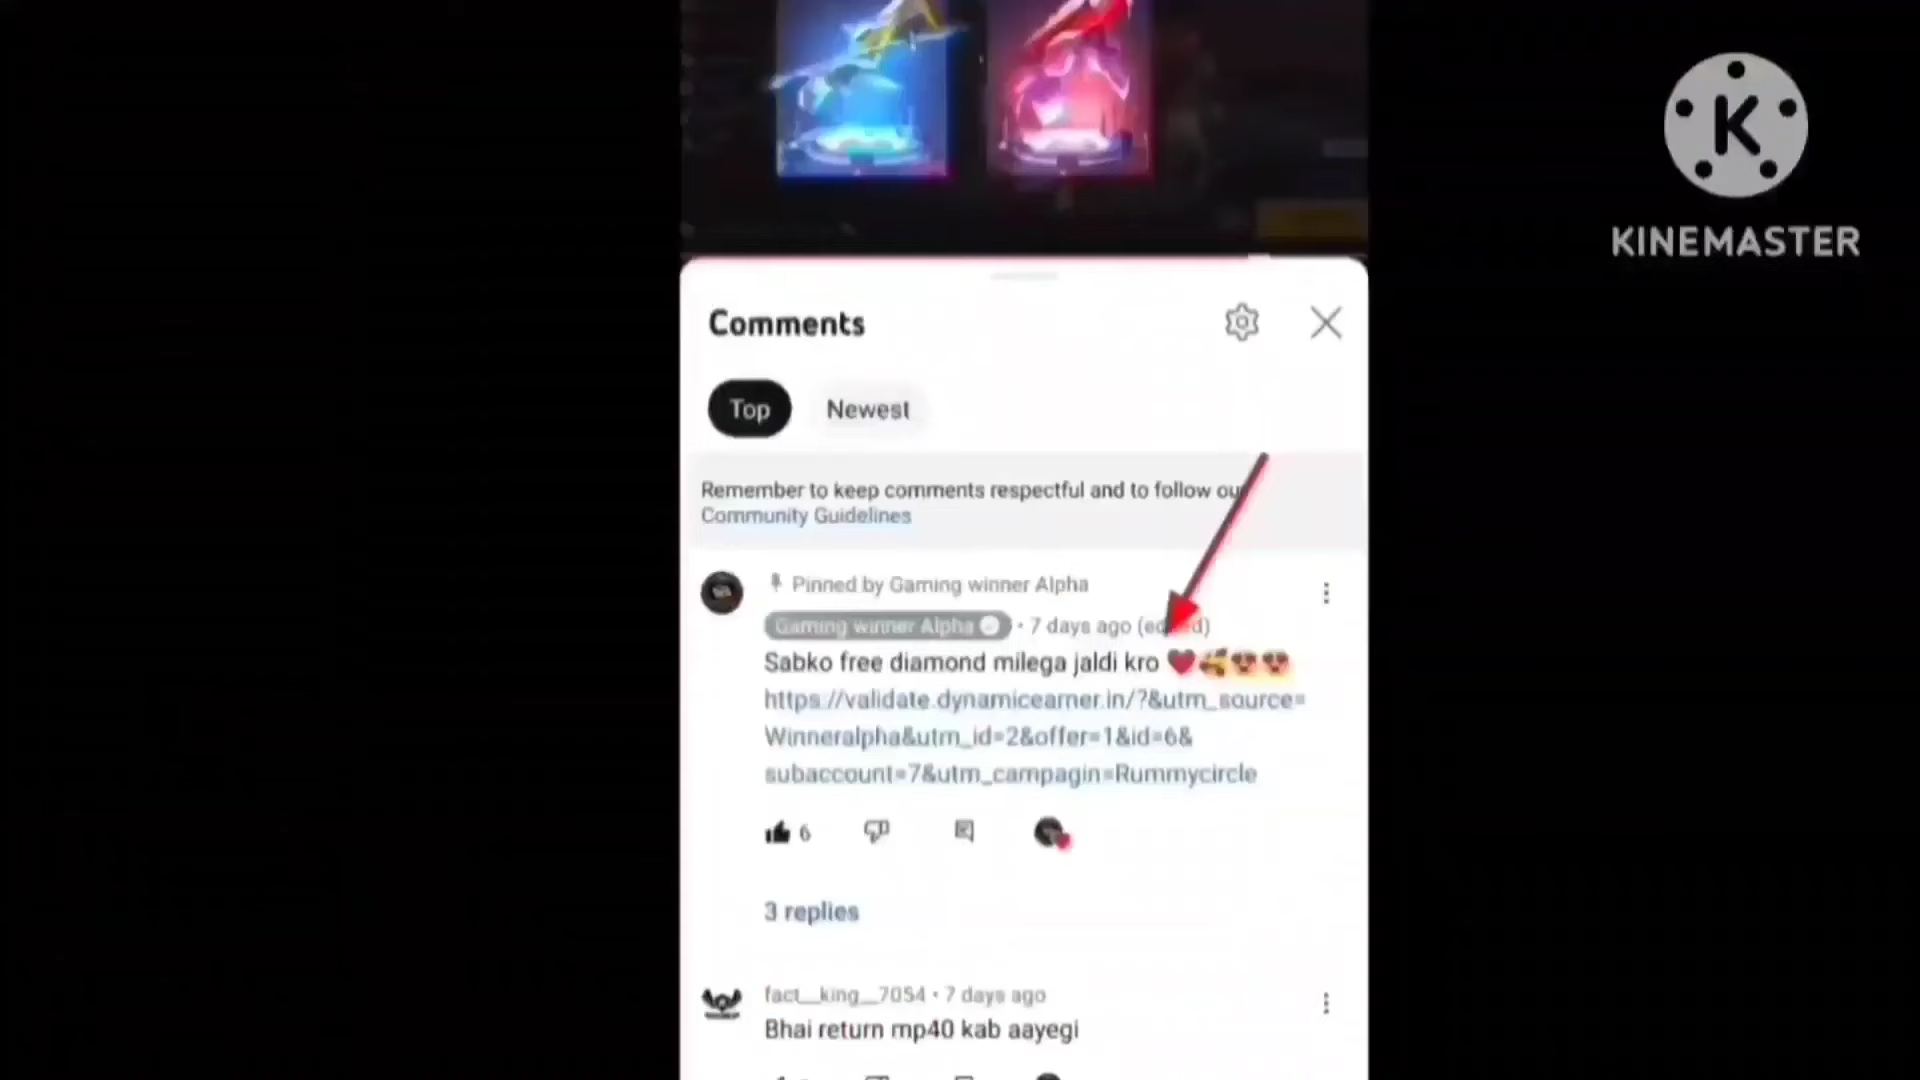 K
KINEMASTER
Comments
Top
Newest
Remember to keep comments respectful and to follow our
Community Guidelines
Pinned by Gaming winner Alpha
Gaming winner Alpha • 7 days ago (edited)
Sabko free diamond milega jaldi kro ❤️🥰😍😍
https://validate.dynamicearner.in/?&utm_source=
Winneralpha&utm_id=2&offer=1&id=6&
subaccount=7&utm_campagin=Rummycircle
6
3 replies
fact__king__7054 • 7 days ago
Bhai return mp40 kab aayegi